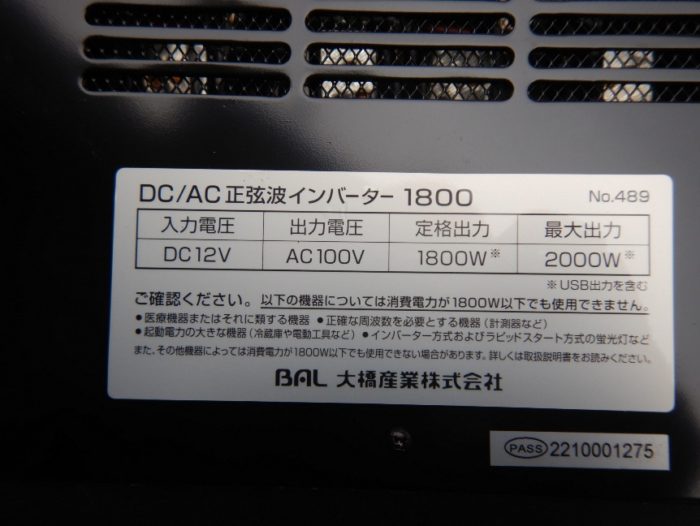 DC/AC 正弦波インバーター 1800 No.489
入力電圧 出力電圧 定格出力 最大出力
DC12V AC100V 1800W※ 2000W※
※USB出力を含む
ご確認ください。以下の機器については消費電力が1800W以下でも使用できません。
●医療機器またはそれに類する機器 ●正確な周波数を必要とする機器(計測器など)
●起動電力の大きな機器(冷蔵庫や電動工具など) ●インバーター方式およびラピッドスタート方式の蛍光灯など
また、その他機器によっては消費電力が1800W以下でも使用できない場合があります。詳しくは取扱説明書をお読みください。
BAL 大橋産業株式会社
PASS 2210001275